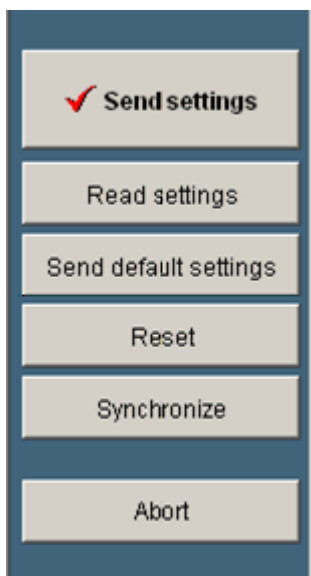 Send settings
Read settings
Send default settings
Reset
Synchronize
Abort